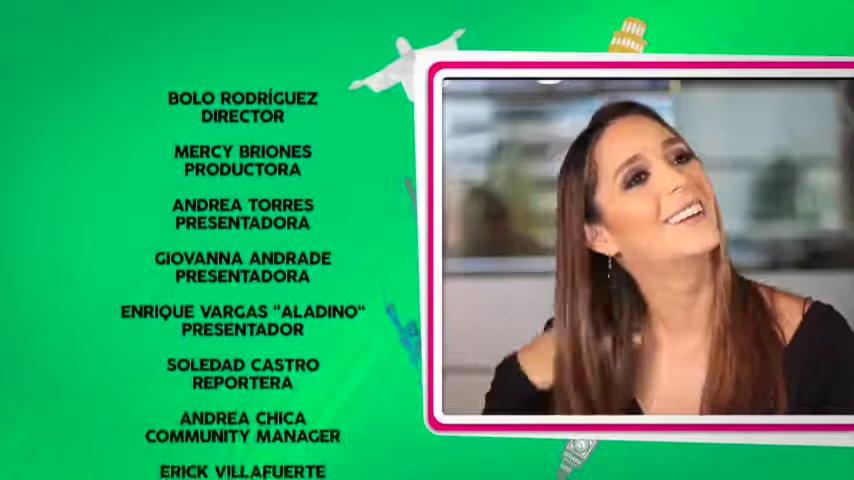 BOLO RODRÍGUEZ
DIRECTOR
MERCY BRIONES
PRODUCTORA
ANDREA TORRES
PRESENTADORA
GIOVANNA ANDRADE
PRESENTADORA
ENRIQUE VARGAS "ALADINO"
PRESENTADOR
SOLEDAD CASTRO
REPORTERA
ANDREA CHICA
COMMUNITY MANAGER
ERICK VILLAFUERTE